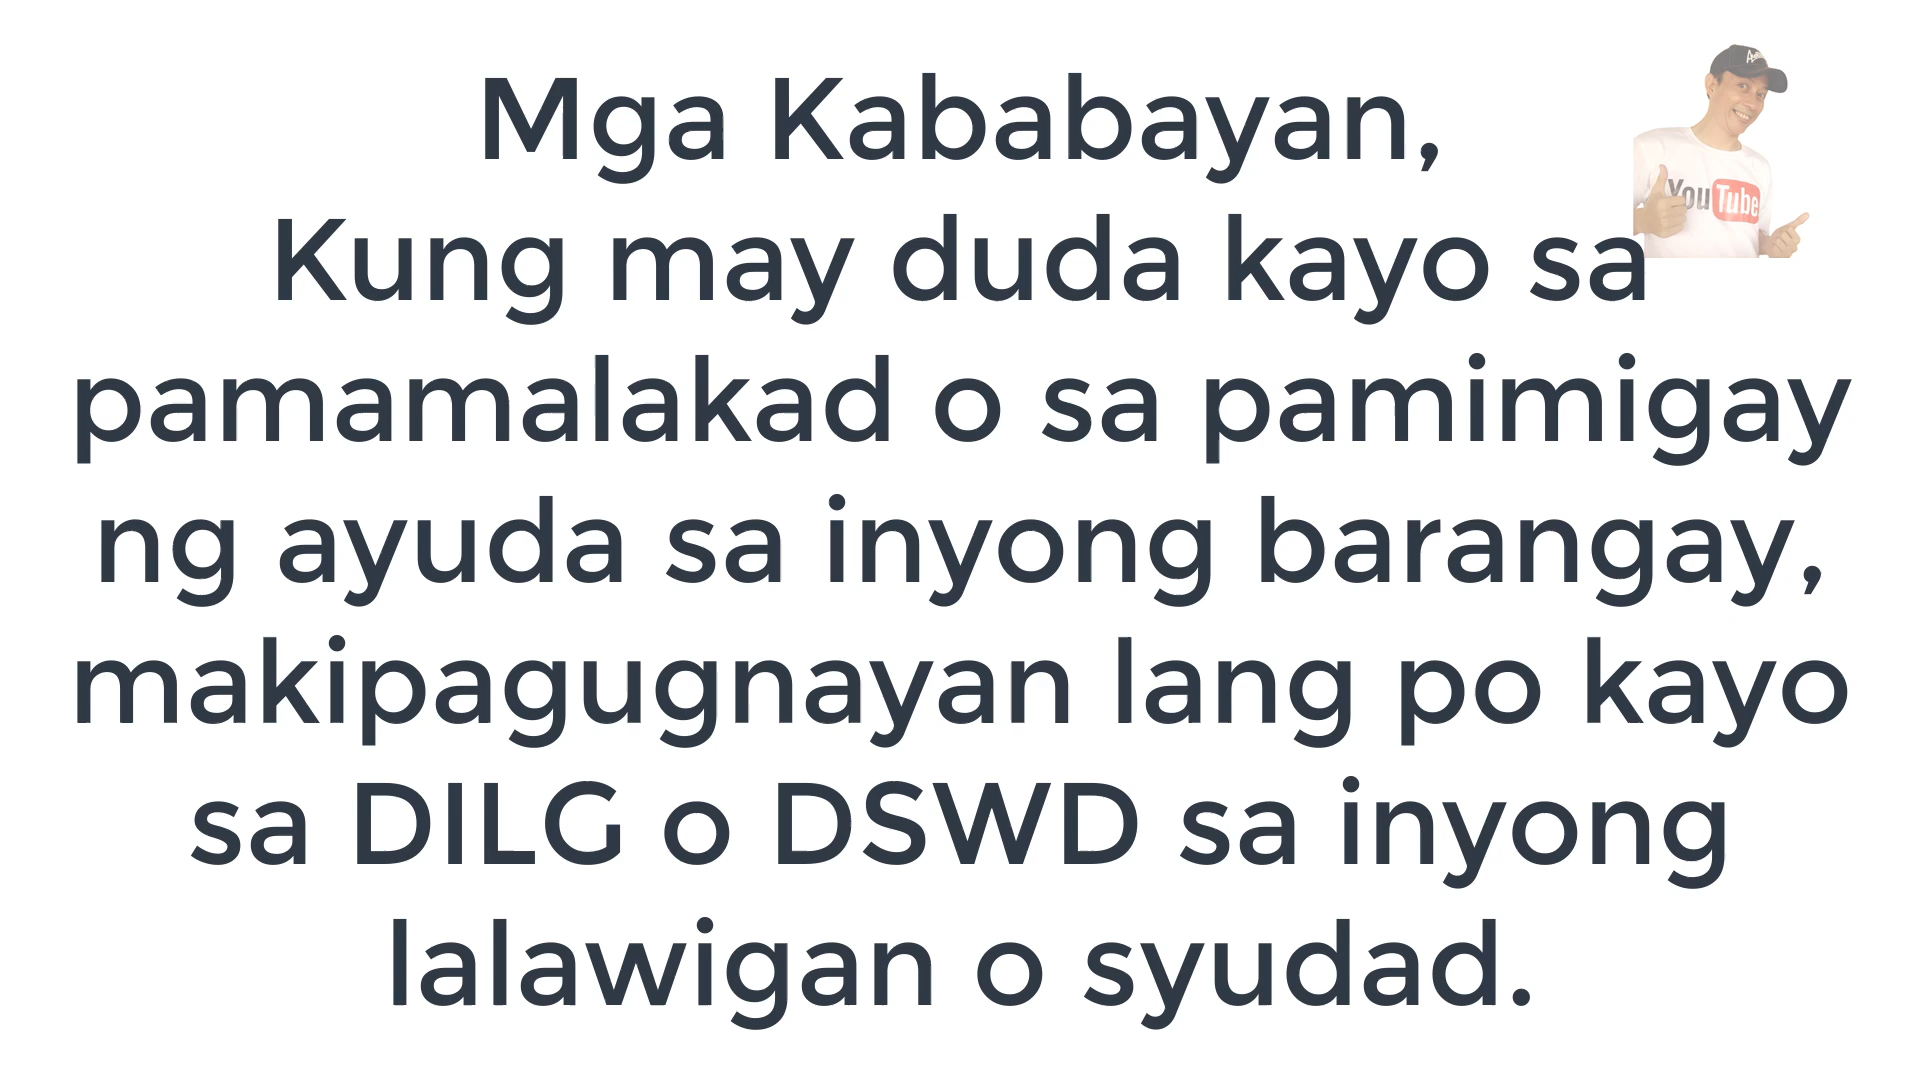 Mga Kababayan,
Kung may duda kayo sa
pamamalakad o sa pamimigay
ng ayuda sa inyong barangay,
makipagugnayan lang po kayo
sa DILG o DSWD sa inyong
lalawigan o syudad.
YouTube